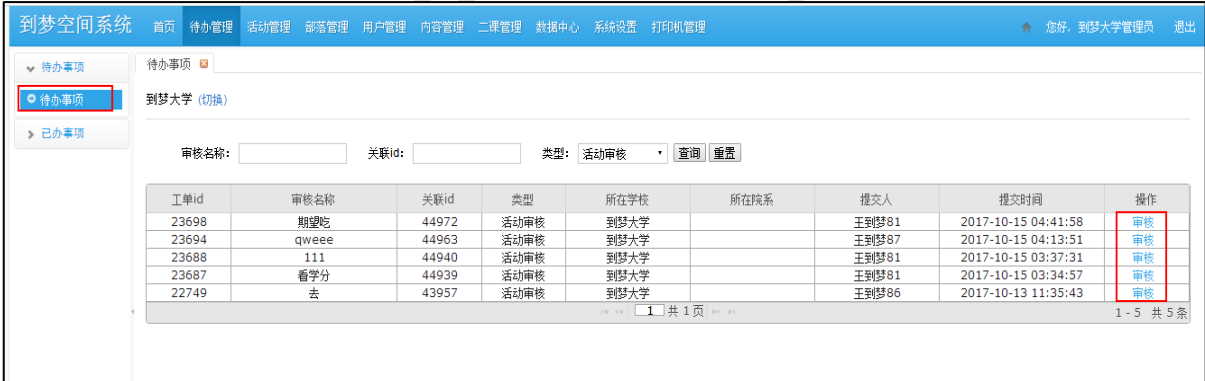 到梦空间系统 首页 待办管理 活动管理 部落管理 用户管理 内容管理 二课管理 数据中心 系统设置 打印机管理 您好，到梦大学管理员 退出
待办事项 待办事项
待办事项 到梦大学 (切换)
已办事项
审核名称： 关联id: 类型： 活动审核 查询 重置
工单id 审核名称 关联id 类型 所在学校 所在院系 提交人 提交时间 操作
23698 期望吃 44972 活动审核 到梦大学 王到梦81 2017-10-15 04:41:58 审核
23694 qweee 44963 活动审核 到梦大学 王到梦87 2017-10-15 04:13:51 审核
23688 111 44940 活动审核 到梦大学 王到梦81 2017-10-15 03:37:31 审核
23687 看学分 44939 活动审核 到梦大学 王到梦81 2017-10-15 03:34:57 审核
22749 去 43957 活动审核 到梦大学 王到梦86 2017-10-13 11:35:43 审核
1 共 1 页 1 - 5 共 5 条